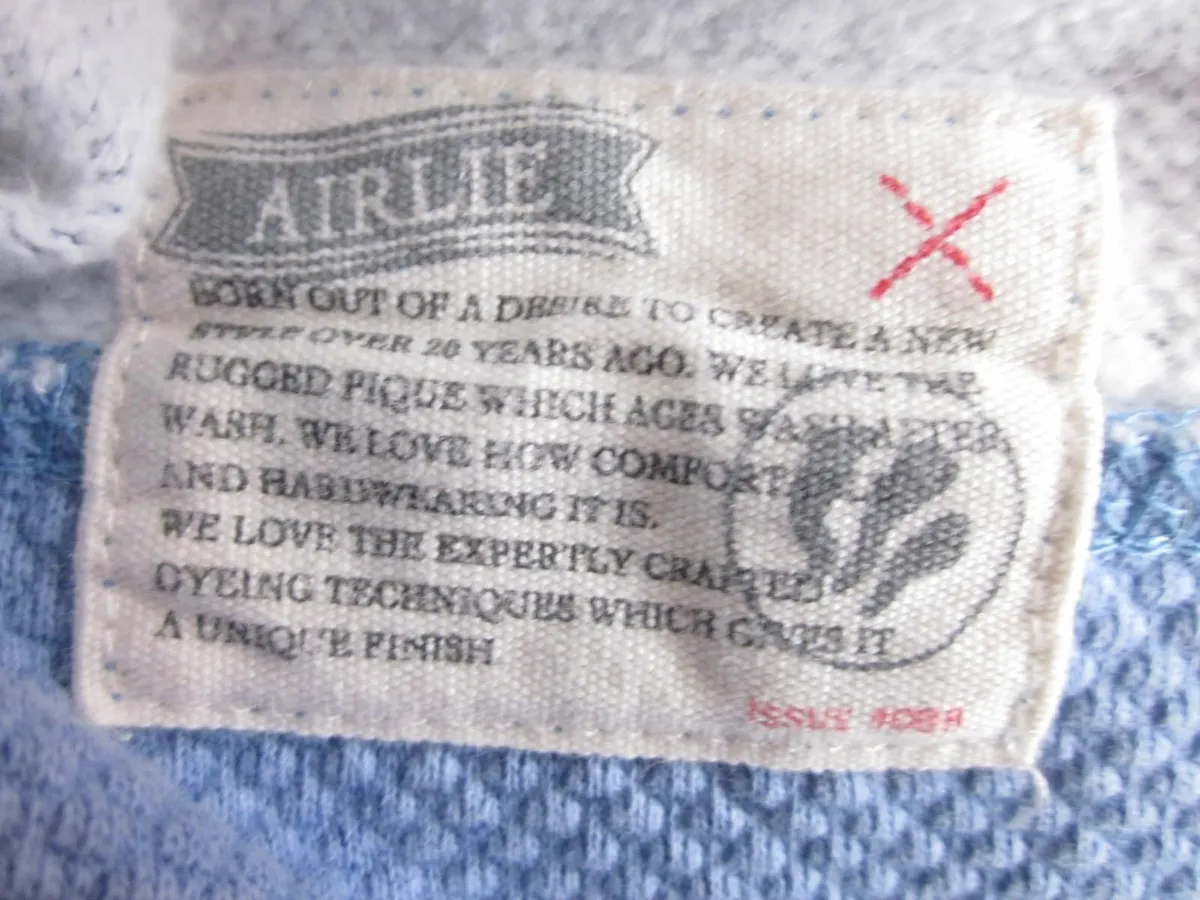 AIRLIE
BORN OUT OF A DESIRE TO CREATE A NEW
STYLE OVER 20 YEARS AGO. WE LOVE THE
RUGGED PIQUE WHICH AGES WASH AFTER
WASH. WE LOVE HOW COMFORT
AND HARDWEARING IT IS.
WE LOVE THE EXPERTLY CRAFTED
DYEING TECHNIQUES WHICH GIVES IT
A UNIQUE FINISH
ISSUE